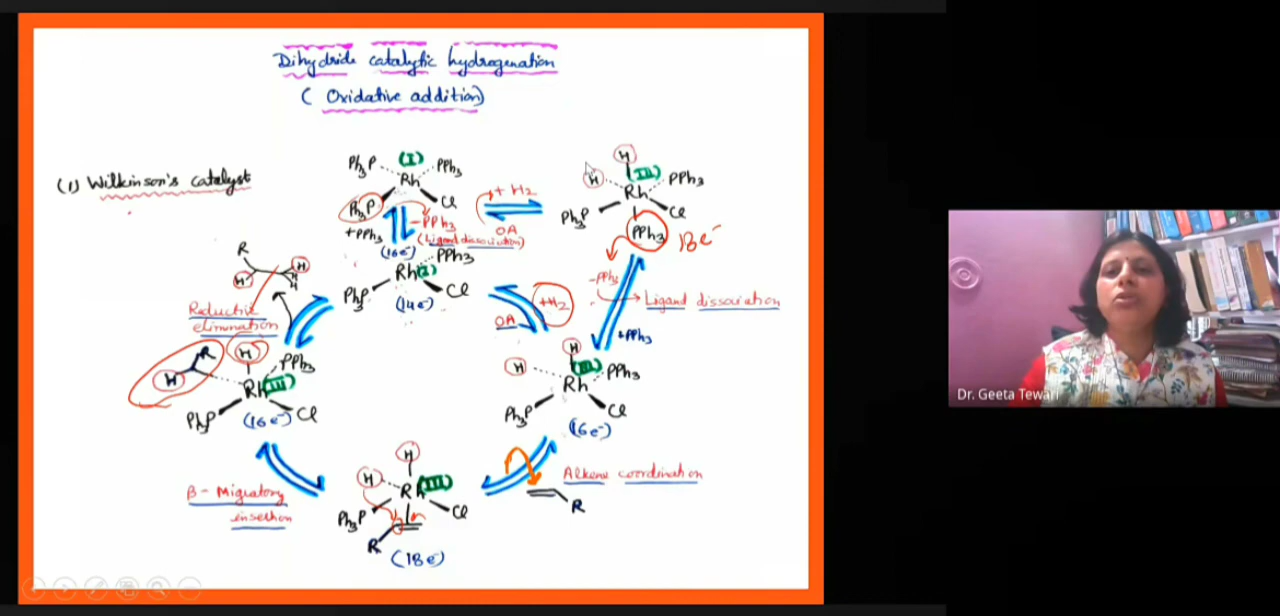 Dihydride catalytic hydrogenation
( Oxidative addition)
(1) Wilkinson's catalyst
Ph3P
(I)
PPh3
Rh
Ph3P
Cl
+PPh3
-PPh3
(Ligand dissociation)
(16e-)
+ H2
OA
H
H
(III)
PPh3
Rh
Ph3P
Cl
PPh3
18e-
-PPh3
Ligand dissociation
+PPh3
PPh3
Rh(I)
Ph3P
Cl
(14e-)
+H2
OA
H
H
(III)
PPh3
Rh
Ph3P
Cl
(16e-)
R
H
H
H
Reductive
elimination
R
H
H
PPh3
Rh(III)
Ph3P
Cl
(16e-)
Alkene coordination
R
β- Migratory
insertion
H
H
Rh(III)
Ph3P
Cl
R
(18e-)
Dr. Geeta Tewari